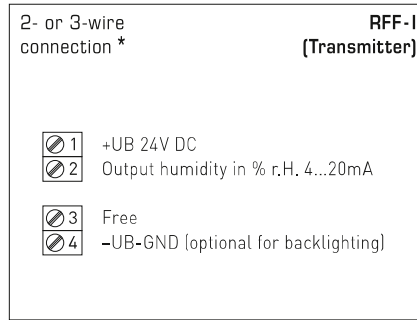 2- or 3-wire
connection *
RFF-I
(Transmitter)
1 +UB 24V DC
2 Output humidity in % r.H. 4...20mA
3 Free
4 –UB-GND (optional for backlighting)